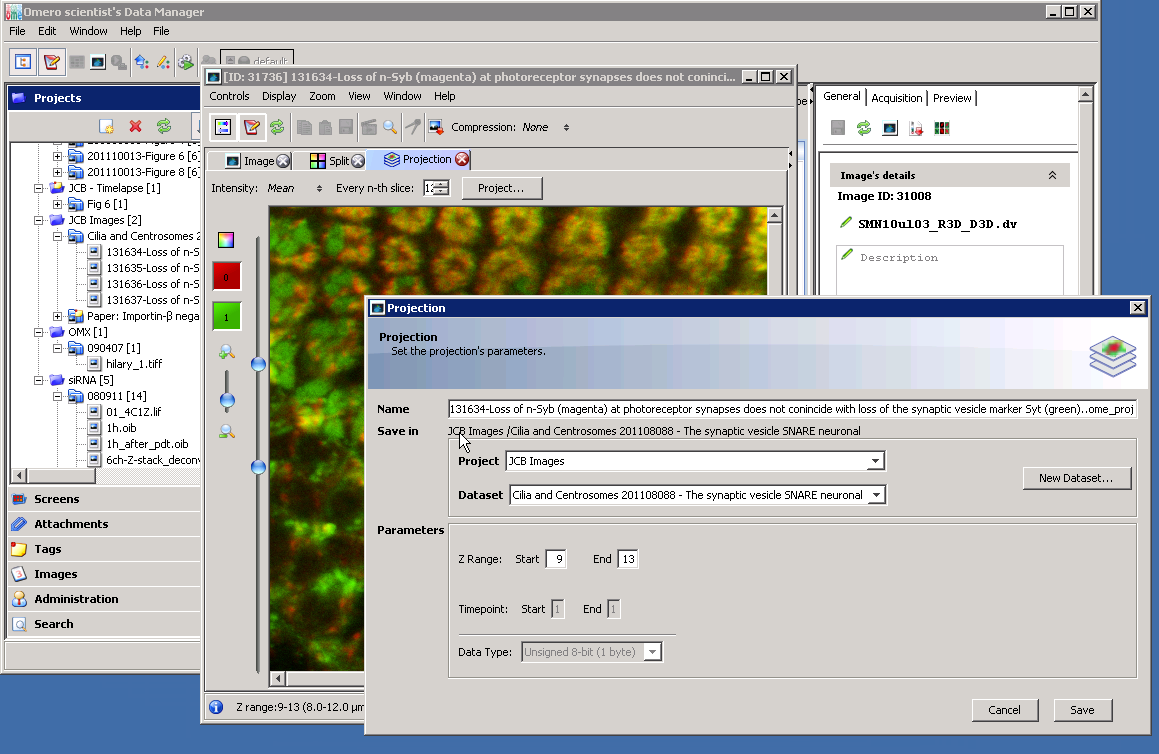 Omero scientist's Data Manager
File Edit Window Help File
default
Projects
201110013-Figure 6 [6]
201110013-Figure 8 [6]
JCB - Timelapse [1]
Fig 6 [1]
JCB Images [2]
Cilia and Centrosomes 2
131634-Loss of n-S
131635-Loss of n-S
131636-Loss of n-S
131637-Loss of n-S
Paper: Importin-β nega
OMX [1]
090407 [1]
hilary_1.tiff
siRNA [5]
080911 [14]
01_4C1Z.lif
1h.oib
1h_after_pdt.oib
6ch-Z-stack_deconv
Screens
Attachments
Tags
Images
Administration
Search
[ID: 31736] 131634-Loss of n-Syb (magenta) at photoreceptor synapses does not coninci...
Controls Display Zoom View Window Help
Compression: None
Image Split Projection
Intensity: Mean Every n-th slice: Project...
0
1
Z range:9-13 (8.0-12.0 µm
General Acquisition Preview
Image's details
Image ID: 31008
SMN10ul03_R3D_D3D.dv
Description
Projection
Projection
Set the projection's parameters.
Name 131634-Loss of n-Syb (magenta) at photoreceptor synapses does not conincide with loss of the synaptic vesicle marker Syt (green)..ome_proj
Save in JCB Images /Cilia and Centrosomes 201108088 - The synaptic vesicle SNARE neuronal
Project JCB Images
New Dataset...
Dataset Cilia and Centrosomes 201108088 - The synaptic vesicle SNARE neuronal
Parameters
Z Range: Start 9 End 13
Timepoint: Start 1 End 1
Data Type: Unsigned 8-bit (1 byte)
Cancel Save